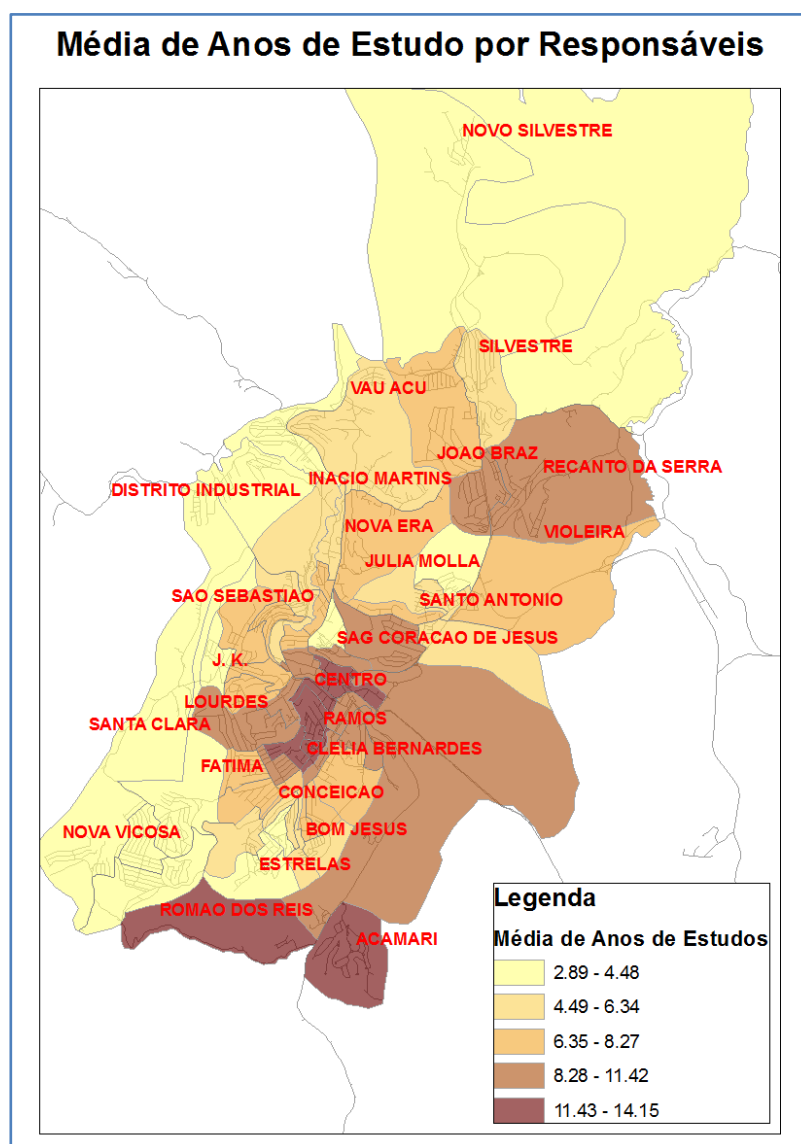 Média de Anos de Estudo por Responsáveis
NOVO SILVESTRE
SILVESTRE
VAU ACU
JOAO BRAZ
RECANTO DA SERRA
INACIO MARTINS
DISTRITO INDUSTRIAL
NOVA ERA
VIOLEIRA
JULIA MOLLA
SAO SEBASTIAO
SANTO ANTONIO
SAG CORACAO DE JESUS
J. K.
CENTRO
LOURDES
SANTA CLARA
RAMOS
CLELIA BERNARDES
FATIMA
CONCEICAO
NOVA VICOSA
BOM JESUS
ESTRELAS
ROMAO DOS REIS
ACAMARI
Legenda
Média de Anos de Estudos
2.89 - 4.48
4.49 - 6.34
6.35 - 8.27
8.28 - 11.42
11.43 - 14.15